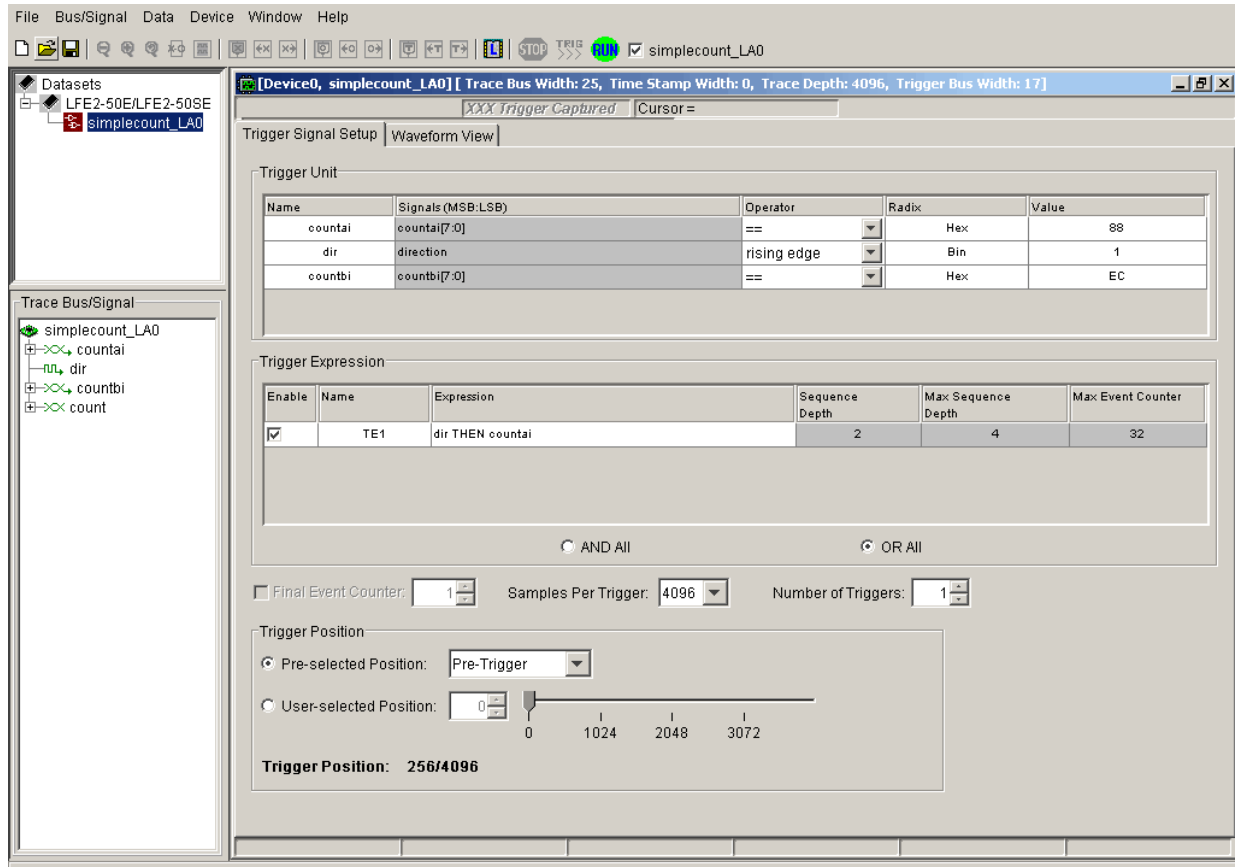 File Bus/Signal Data Device Window Help
STOP TRIG RUN simplecount_LA0
Datasets
LFE2-50E/LFE2-50SE
simplecount_LA0
Trace Bus/Signal
simplecount_LA0
countai
dir
countbi
count
[Device0, simplecount_LA0] [ Trace Bus Width: 25, Time Stamp Width: 0, Trace Depth: 4096, Trigger Bus Width: 17]
XXX Trigger Captured Cursor =
Trigger Signal Setup Waveform View
Trigger Unit
Name Signals (MSB:LSB) Operator Radix Value
countai countai[7:0] == Hex 88
dir direction rising edge Bin 1
countbi countbi[7:0] == Hex EC
Trigger Expression
Enable Name Expression Sequence Depth Max Sequence Depth Max Event Counter
TE1 dir THEN countai 2 4 32
AND All OR All
Final Event Counter: 1 Samples Per Trigger: 4096 Number of Triggers: 1
Trigger Position
Pre-selected Position: Pre-Trigger
User-selected Position: 0
0 1024 2048 3072
Trigger Position: 256/4096